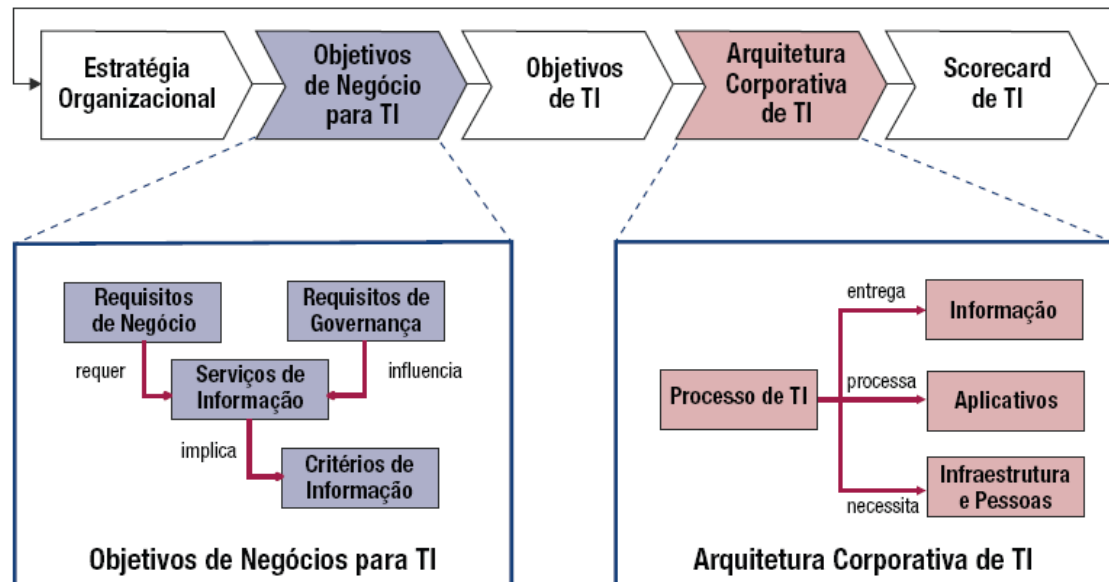 Estratégia
Organizacional
Objetivos
de Negócio
para TI
Objetivos
de TI
Arquitetura
Corporativa
de TI
Scorecard
de TI
Requisitos
de Negócio
Requisitos de
Governança
requer
Serviços de
Informação
influencia
implica
Critérios de
Informação
Objetivos de Negócios para TI
entrega
Informação
Processo de TI
processa
Aplicativos
necessita
Infraestrutura
e Pessoas
Arquitetura Corporativa de TI